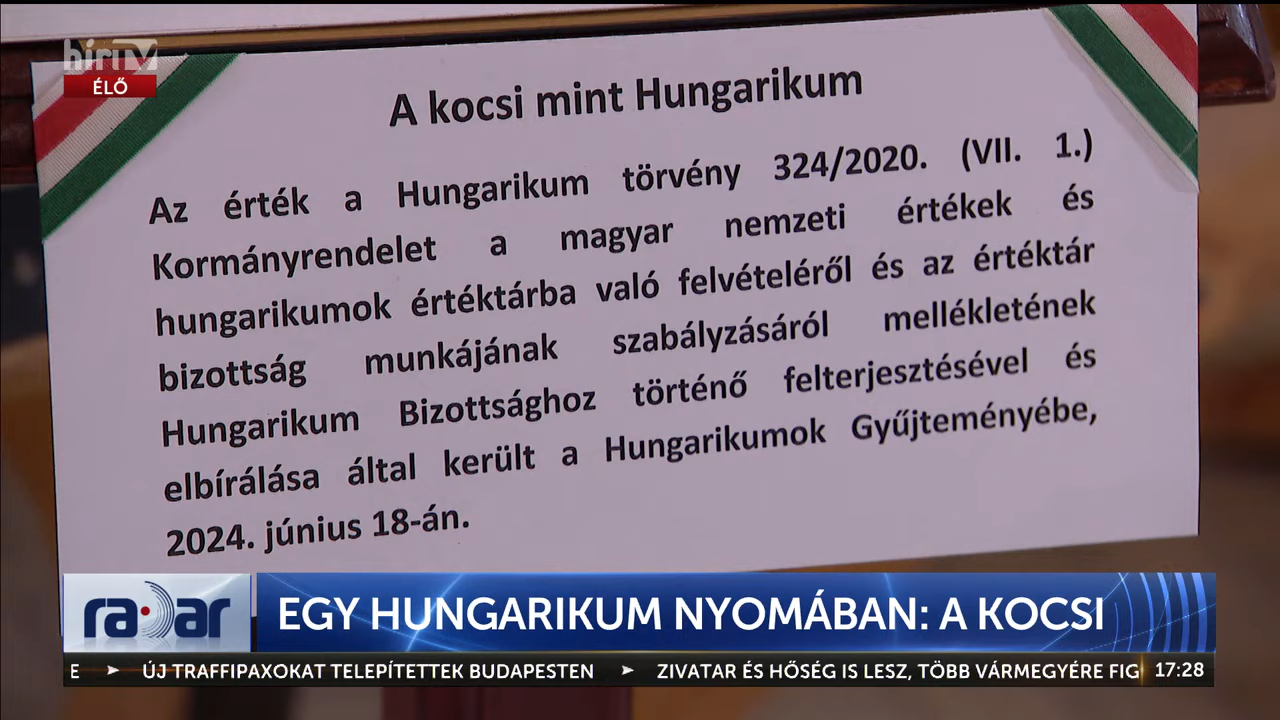 hírTV
ÉLŐ
A kocsi mint Hungarikum
Az érték a Hungarikum törvény 324/2020. (VII. 1.)
Kormányrendelet a magyar nemzeti értékek és
hungarikumok értéktárba való felvételéről és az értéktár
bizottság munkájának szabályzásáról mellékletének
Hungarikum Bizottsághoz történő felterjesztésével és
elbírálása által került a Hungarikumok Gyűjteményébe,
2024. június 18-án.
radar
EGY HUNGARIKUM NYOMÁBAN: A KOCSI
E ➤ ÚJ TRAFFIPAXOKAT TELEPÍTETTEK BUDAPESTEN ➤ ZIVATAR ÉS HŐSÉG IS LESZ, TÖBB VÁRMEGYÉRE FIG 17:28